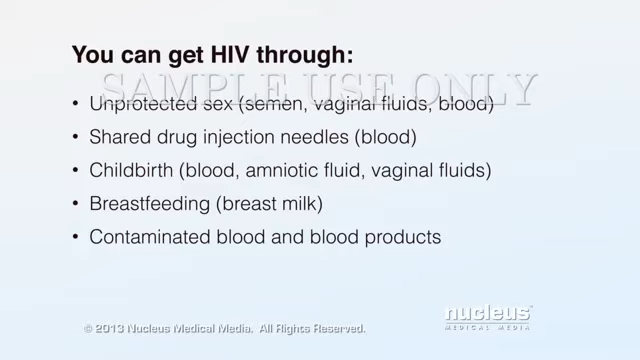 You can get HIV through:
SAMPLE USE ONLY
• Unprotected sex (semen, vaginal fluids, blood)
• Shared drug injection needles (blood)
• Childbirth (blood, amniotic fluid, vaginal fluids)
• Breastfeeding (breast milk)
• Contaminated blood and blood products
nucleus
MEDICAL MEDIA
© 2013 Nucleus Medical Media. All Rights Reserved.